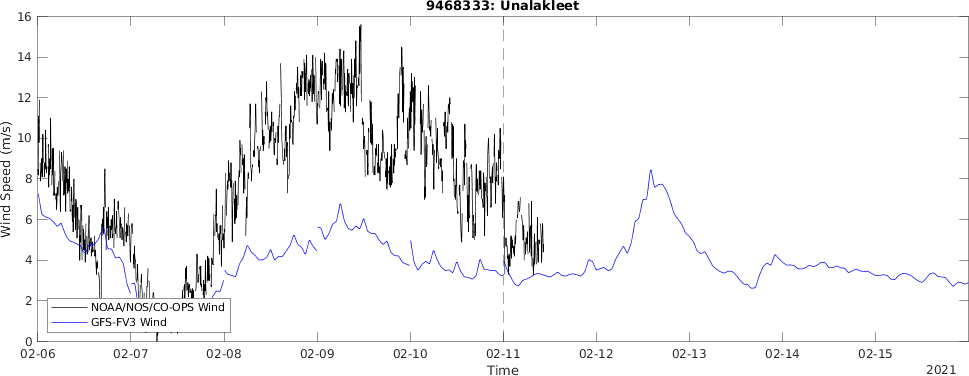 9468333: Unalakleet
16
14
12
10
8
6
4
2
0
Wind Speed (m/s)
NOAA/NOS/CO-OPS Wind
GFS-FV3 Wind
02-06 02-07 02-08 02-09 02-10 02-11 02-12 02-13 02-14 02-15
Time
2021